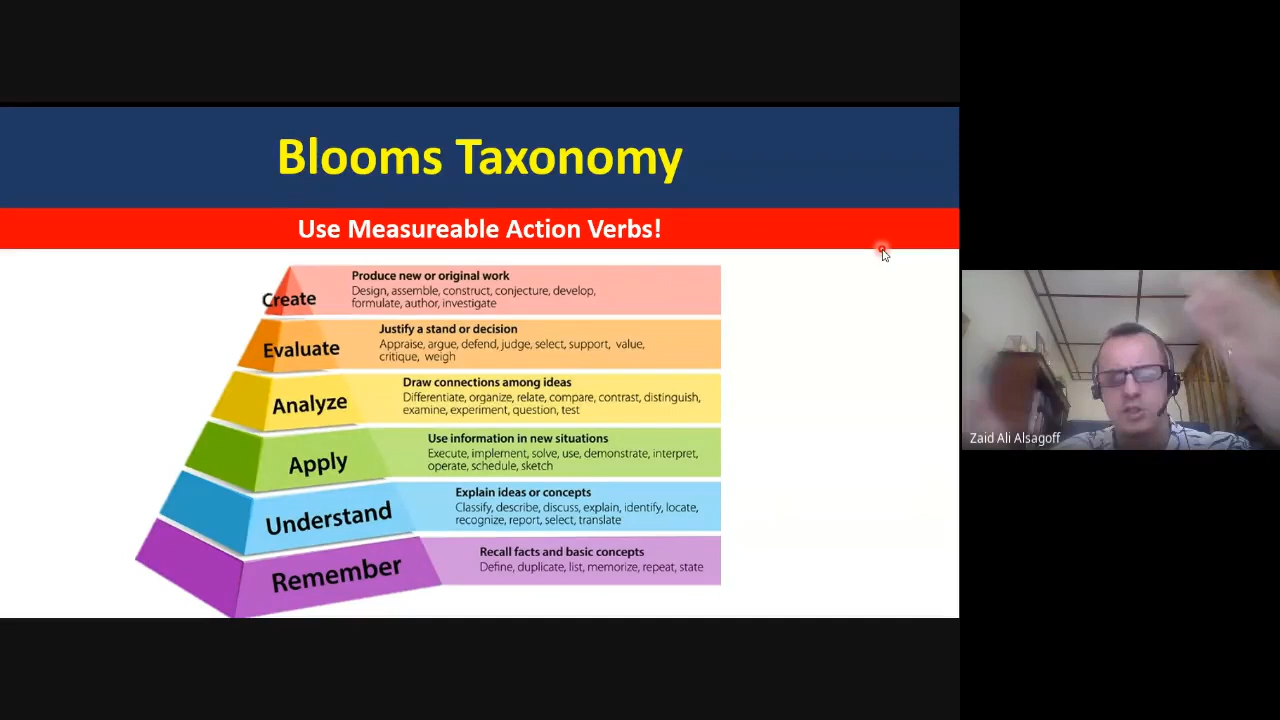 Blooms Taxonomy
Use Measureable Action Verbs!
Create
Produce new or original work
Design, assemble, construct, conjecture, develop,
formulate, author, investigate
Evaluate
Justify a stand or decision
Appraise, argue, defend, judge, select, support, value,
critique, weigh
Analyze
Draw connections among ideas
Differentiate, organize, relate, compare, contrast, distinguish,
examine, experiment, question, test
Apply
Use information in new situations
Execute, implement, solve, use, demonstrate, interpret,
operate, schedule, sketch
Understand
Explain ideas or concepts
Classify, describe, discuss, explain, identify, locate,
recognize, report, select, translate
Remember
Recall facts and basic concepts
Define, duplicate, list, memorize, repeat, state
Zaid Ali Alsagoff